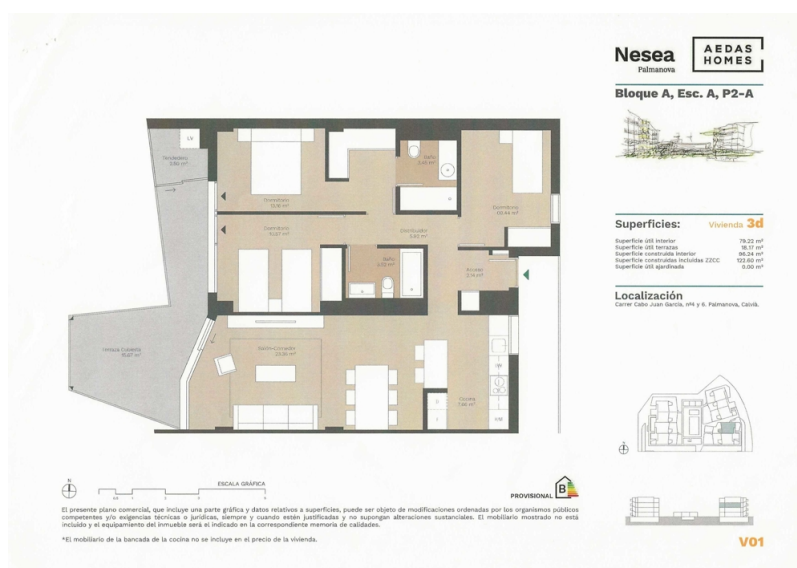 Nesea
Palmanova
AEDAS
HOMES
Bloque A, Esc. A, P2-A
Superficies:
Vivienda 3d
Superficie útil interior 79.22 m²
Superficie útil terrazas 18.17 m²
Superficie construida interior 96.24 m²
Superficie construidas incluidas ZZCC 122.60 m²
Superficie útil ajardinada 0.00 m²
Localización
Carrer Cabo Juan García, nº4 y 6. Palmanova, Calvià.
LV
Tendedero
Dormitorio
Baño
Dormitorio
Dormitorio
Distribuidor
Baño
Acceso
Terraza Cubierta
Salón-Comedor
Cocina
N
ESCALA GRÁFICA
PROVISIONAL
B
El presente plano comercial, que incluye una parte gráfica y datos relativos a superficies, puede ser objeto de modificaciones ordenadas por los organismos públicos
competentes y/o exigencias técnicas o jurídicas, siempre y cuando estén justificadas y no supongan alteraciones sustanciales. El mobiliario mostrado no está
incluido y el equipamiento del inmueble será el indicado en la correspondiente memoria de calidades.
*El mobiliario de la bancada de la cocina no se incluye en el precio de la vivienda.
V01